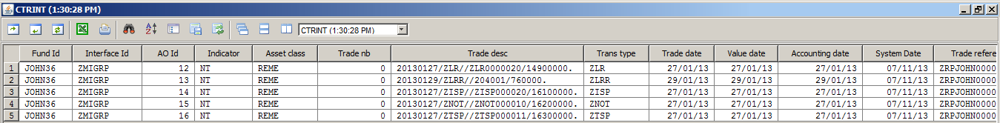 CTRINT (1:30:28 PM)
CTRINT (1:30:28 PM)
Fund Id Interface Id AO Id Indicator Asset class Trade nb Trade desc Trans type Trade date Value date Accounting date System Date Trade refere
1 JOHN36 ZMIGRP 12 NT REME 0 20130127/ZLR//ZLR0000020/14900000. ZLR 27/01/13 27/01/13 27/01/13 07/11/13 ZRPJOHN0000
2 JOHN36 ZMIGRP 13 NT REME 0 20130129/ZLRR//204001/760000. ZLRR 29/01/13 29/01/13 29/01/13 07/11/13 ZRPJOHN0000
3 JOHN36 ZMIGRP 14 NT REME 0 20130127/ZISP//ZISP000020/16100000. ZISP 27/01/13 27/01/13 27/01/13 07/11/13 ZRPJOHN0000
4 JOHN36 ZMIGRP 15 NT REME 0 20130127/ZNOT//ZNOT000010/16200000. ZNOT 27/01/13 27/01/13 27/01/13 07/11/13 ZRPJOHN0000
5 JOHN36 ZMIGRP 16 NT REME 0 20130127/ZTSP//ZTSP000011/16300000. ZTSP 27/01/13 27/01/13 27/01/13 07/11/13 ZRPJOHN0000